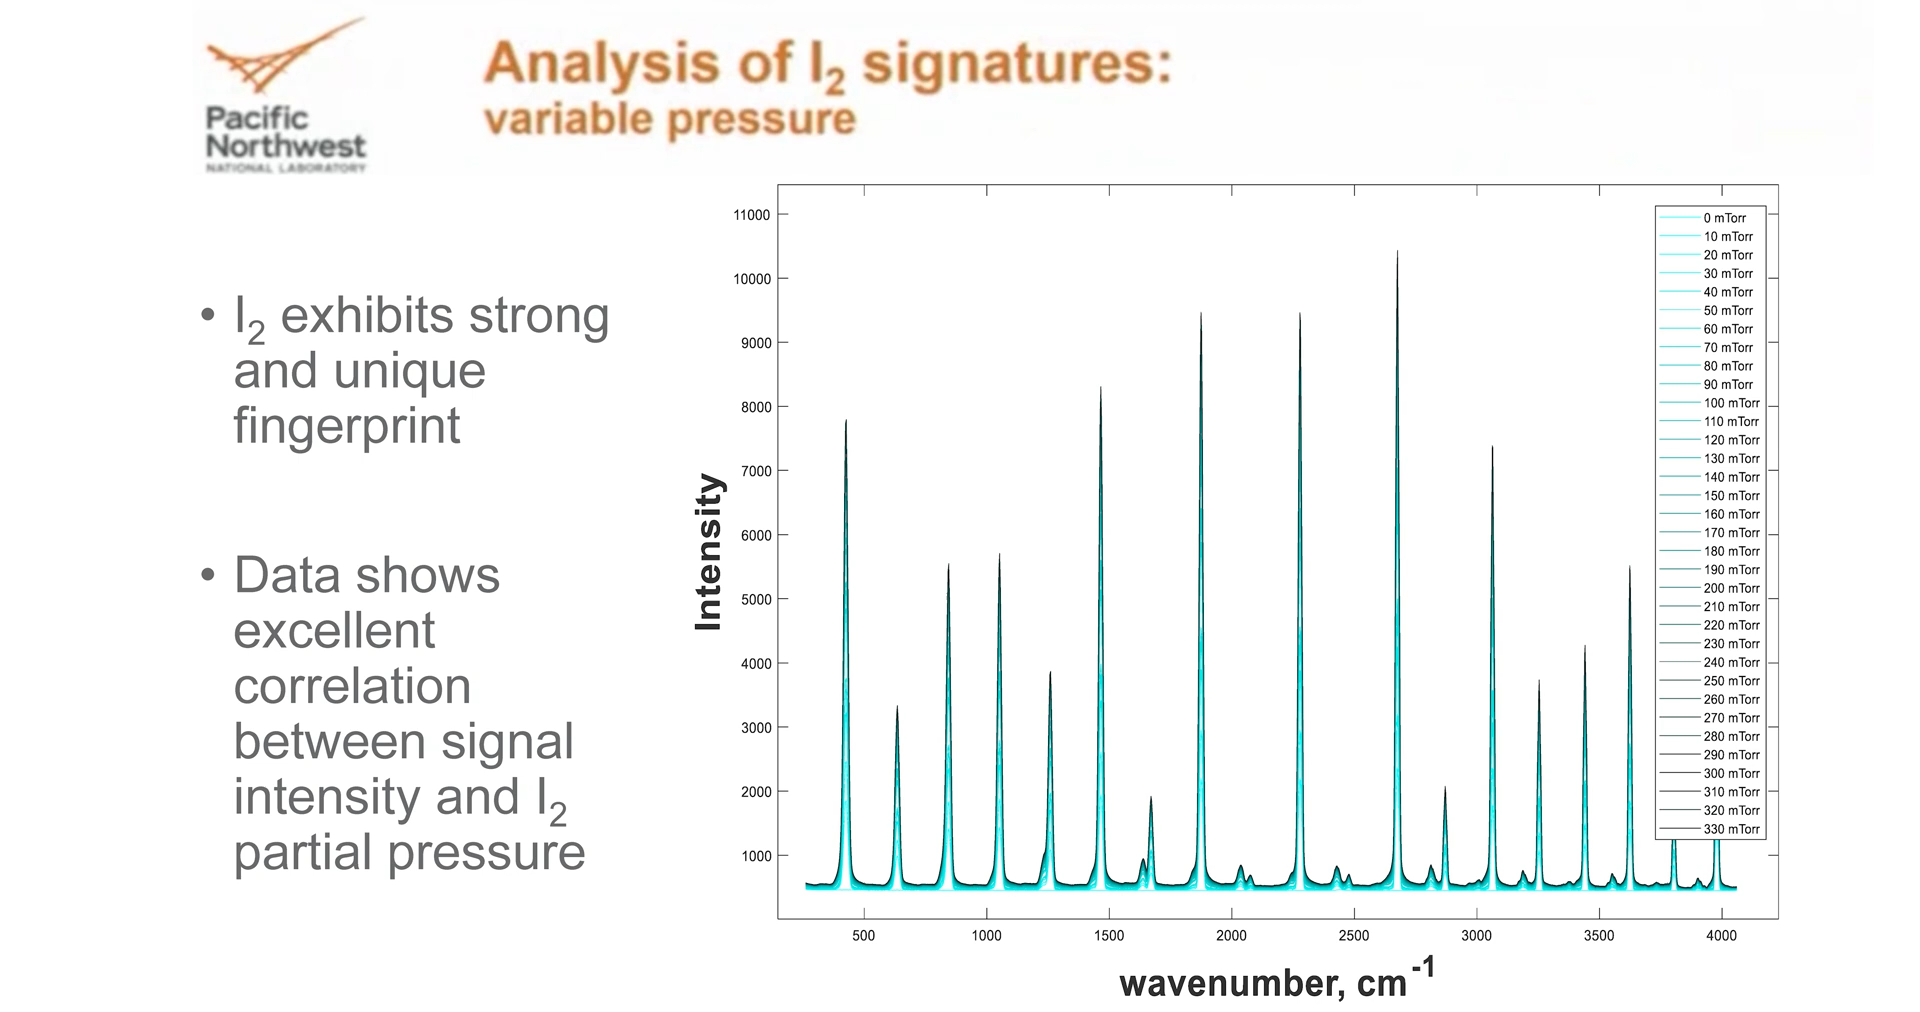 Pacific
Northwest
NATIONAL LABORATORY
Analysis of I₂ signatures:
variable pressure
• I₂ exhibits strong
and unique
fingerprint
• Data shows
excellent
correlation
between signal
intensity and I₂
partial pressure
Intensity
11000
10000
9000
8000
7000
6000
5000
4000
3000
2000
1000
500 1000 1500 2000 2500 3000 3500 4000
wavenumber, cm⁻¹
0 mTorr
10 mTorr
20 mTorr
30 mTorr
40 mTorr
50 mTorr
60 mTorr
70 mTorr
80 mTorr
90 mTorr
100 mTorr
110 mTorr
120 mTorr
130 mTorr
140 mTorr
150 mTorr
160 mTorr
170 mTorr
180 mTorr
190 mTorr
200 mTorr
210 mTorr
220 mTorr
230 mTorr
240 mTorr
250 mTorr
260 mTorr
270 mTorr
280 mTorr
290 mTorr
300 mTorr
310 mTorr
320 mTorr
330 mTorr